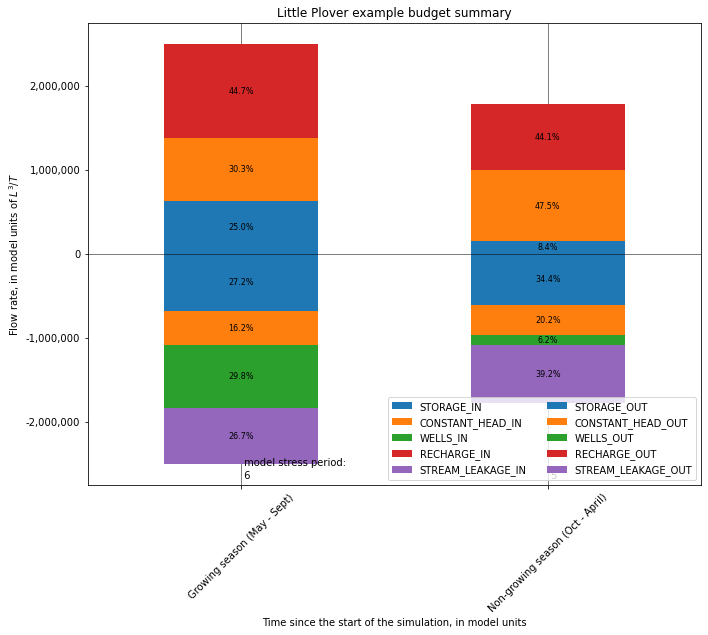 Little Plover example budget summary
Flow rate, in model units of L³/T
2,000,000
1,000,000
0
-1,000,000
-2,000,000
44.7%
30.3%
25.0%
27.2%
16.2%
29.8%
26.7%
44.1%
47.5%
8.4%
34.4%
20.2%
6.2%
39.2%
model stress period:
6
5
STORAGE_IN
CONSTANT_HEAD_IN
WELLS_IN
RECHARGE_IN
STREAM_LEAKAGE_IN
STORAGE_OUT
CONSTANT_HEAD_OUT
WELLS_OUT
RECHARGE_OUT
STREAM_LEAKAGE_OUT
Growing season (May - Sept)
Non-growing season (Oct - April)
Time since the start of the simulation, in model units